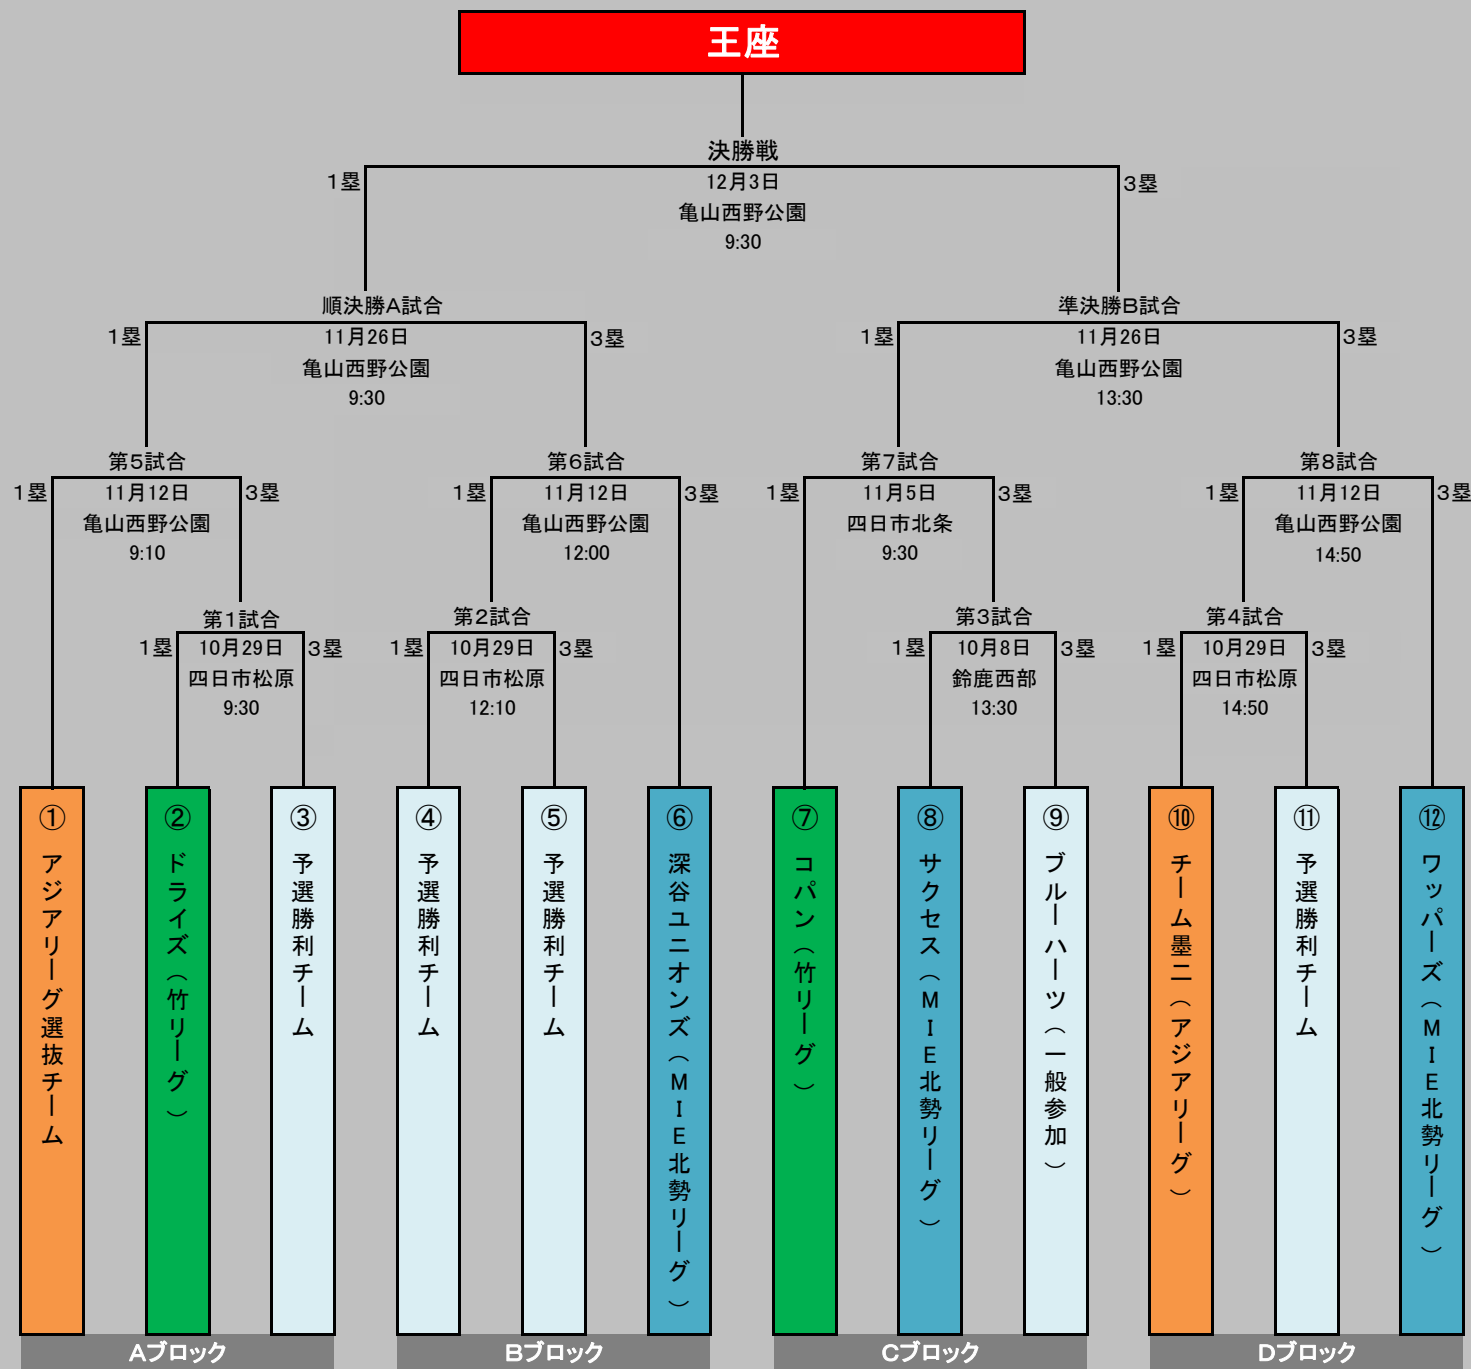 王座
決勝戦
1塁 12月3日 3塁
亀山西野公園
9:30
順決勝A試合
1塁 11月26日 3塁
亀山西野公園
9:30
準決勝B試合
1塁 11月26日 3塁
亀山西野公園
13:30
第5試合
1塁 11月12日 3塁
亀山西野公園
9:10
第6試合
1塁 11月12日 3塁
亀山西野公園
12:00
第7試合
1塁 11月5日 3塁
四日市北条
9:30
第8試合
1塁 11月12日 3塁
亀山西野公園
14:50
第1試合
1塁 10月29日 3塁
四日市松原
9:30
第2試合
1塁 10月29日 3塁
四日市松原
12:10
第3試合
1塁 10月8日 3塁
鈴鹿西部
13:30
第4試合
1塁 10月29日 3塁
四日市松原
14:50
① アジアリーグ選抜チーム
② ドライズ（竹リーグ）
③ 予選勝利チーム
④ 予選勝利チーム
⑤ 予選勝利チーム
⑥ 深谷ユニオンズ（MIE北勢リーグ）
⑦ コパン（竹リーグ）
⑧ サクセス（MIE北勢リーグ）
⑨ ブルーハーツ（一般参加）
⑩ チーム墨二（アジアリーグ）
⑪ 予選勝利チーム
⑫ ワッパーズ（MIE北勢リーグ）
Aブロック
Bブロック
Cブロック
Dブロック